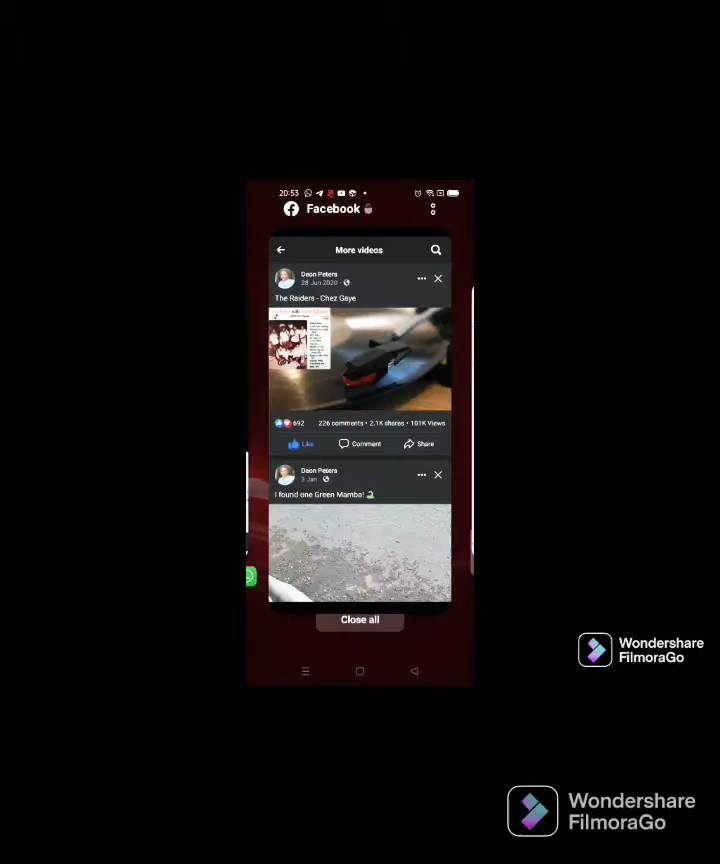 20:53
Facebook
More videos
Deon Peters
28 Jun 2020 ·
The Raiders - Chez Gaye
692
226 comments • 2.1K shares • 101K Views
Like
Comment
Share
Deon Peters
3 Jan ·
I found one Green Mamba!
Close all
Wondershare
FilmoraGo
Wondershare
FilmoraGo